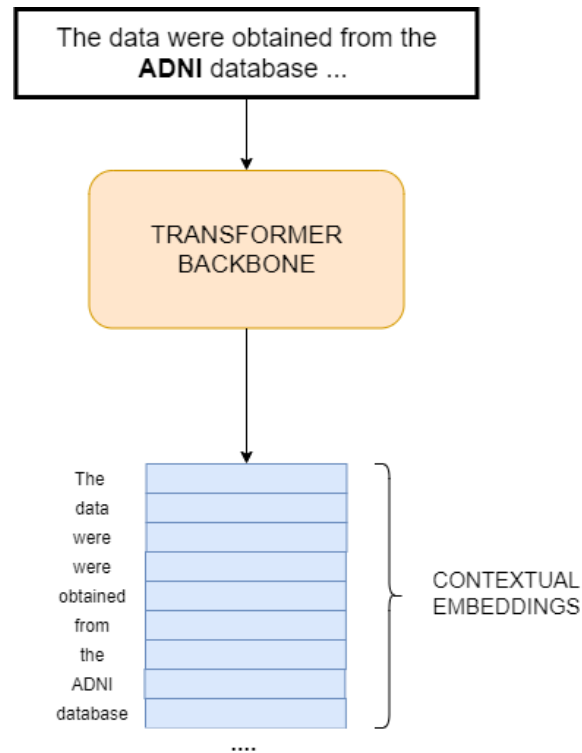 The data were obtained from the
ADNI database ...
TRANSFORMER
BACKBONE
The
data
were
were
obtained
from
the
ADNI
database
....
CONTEXTUAL
EMBEDDINGS